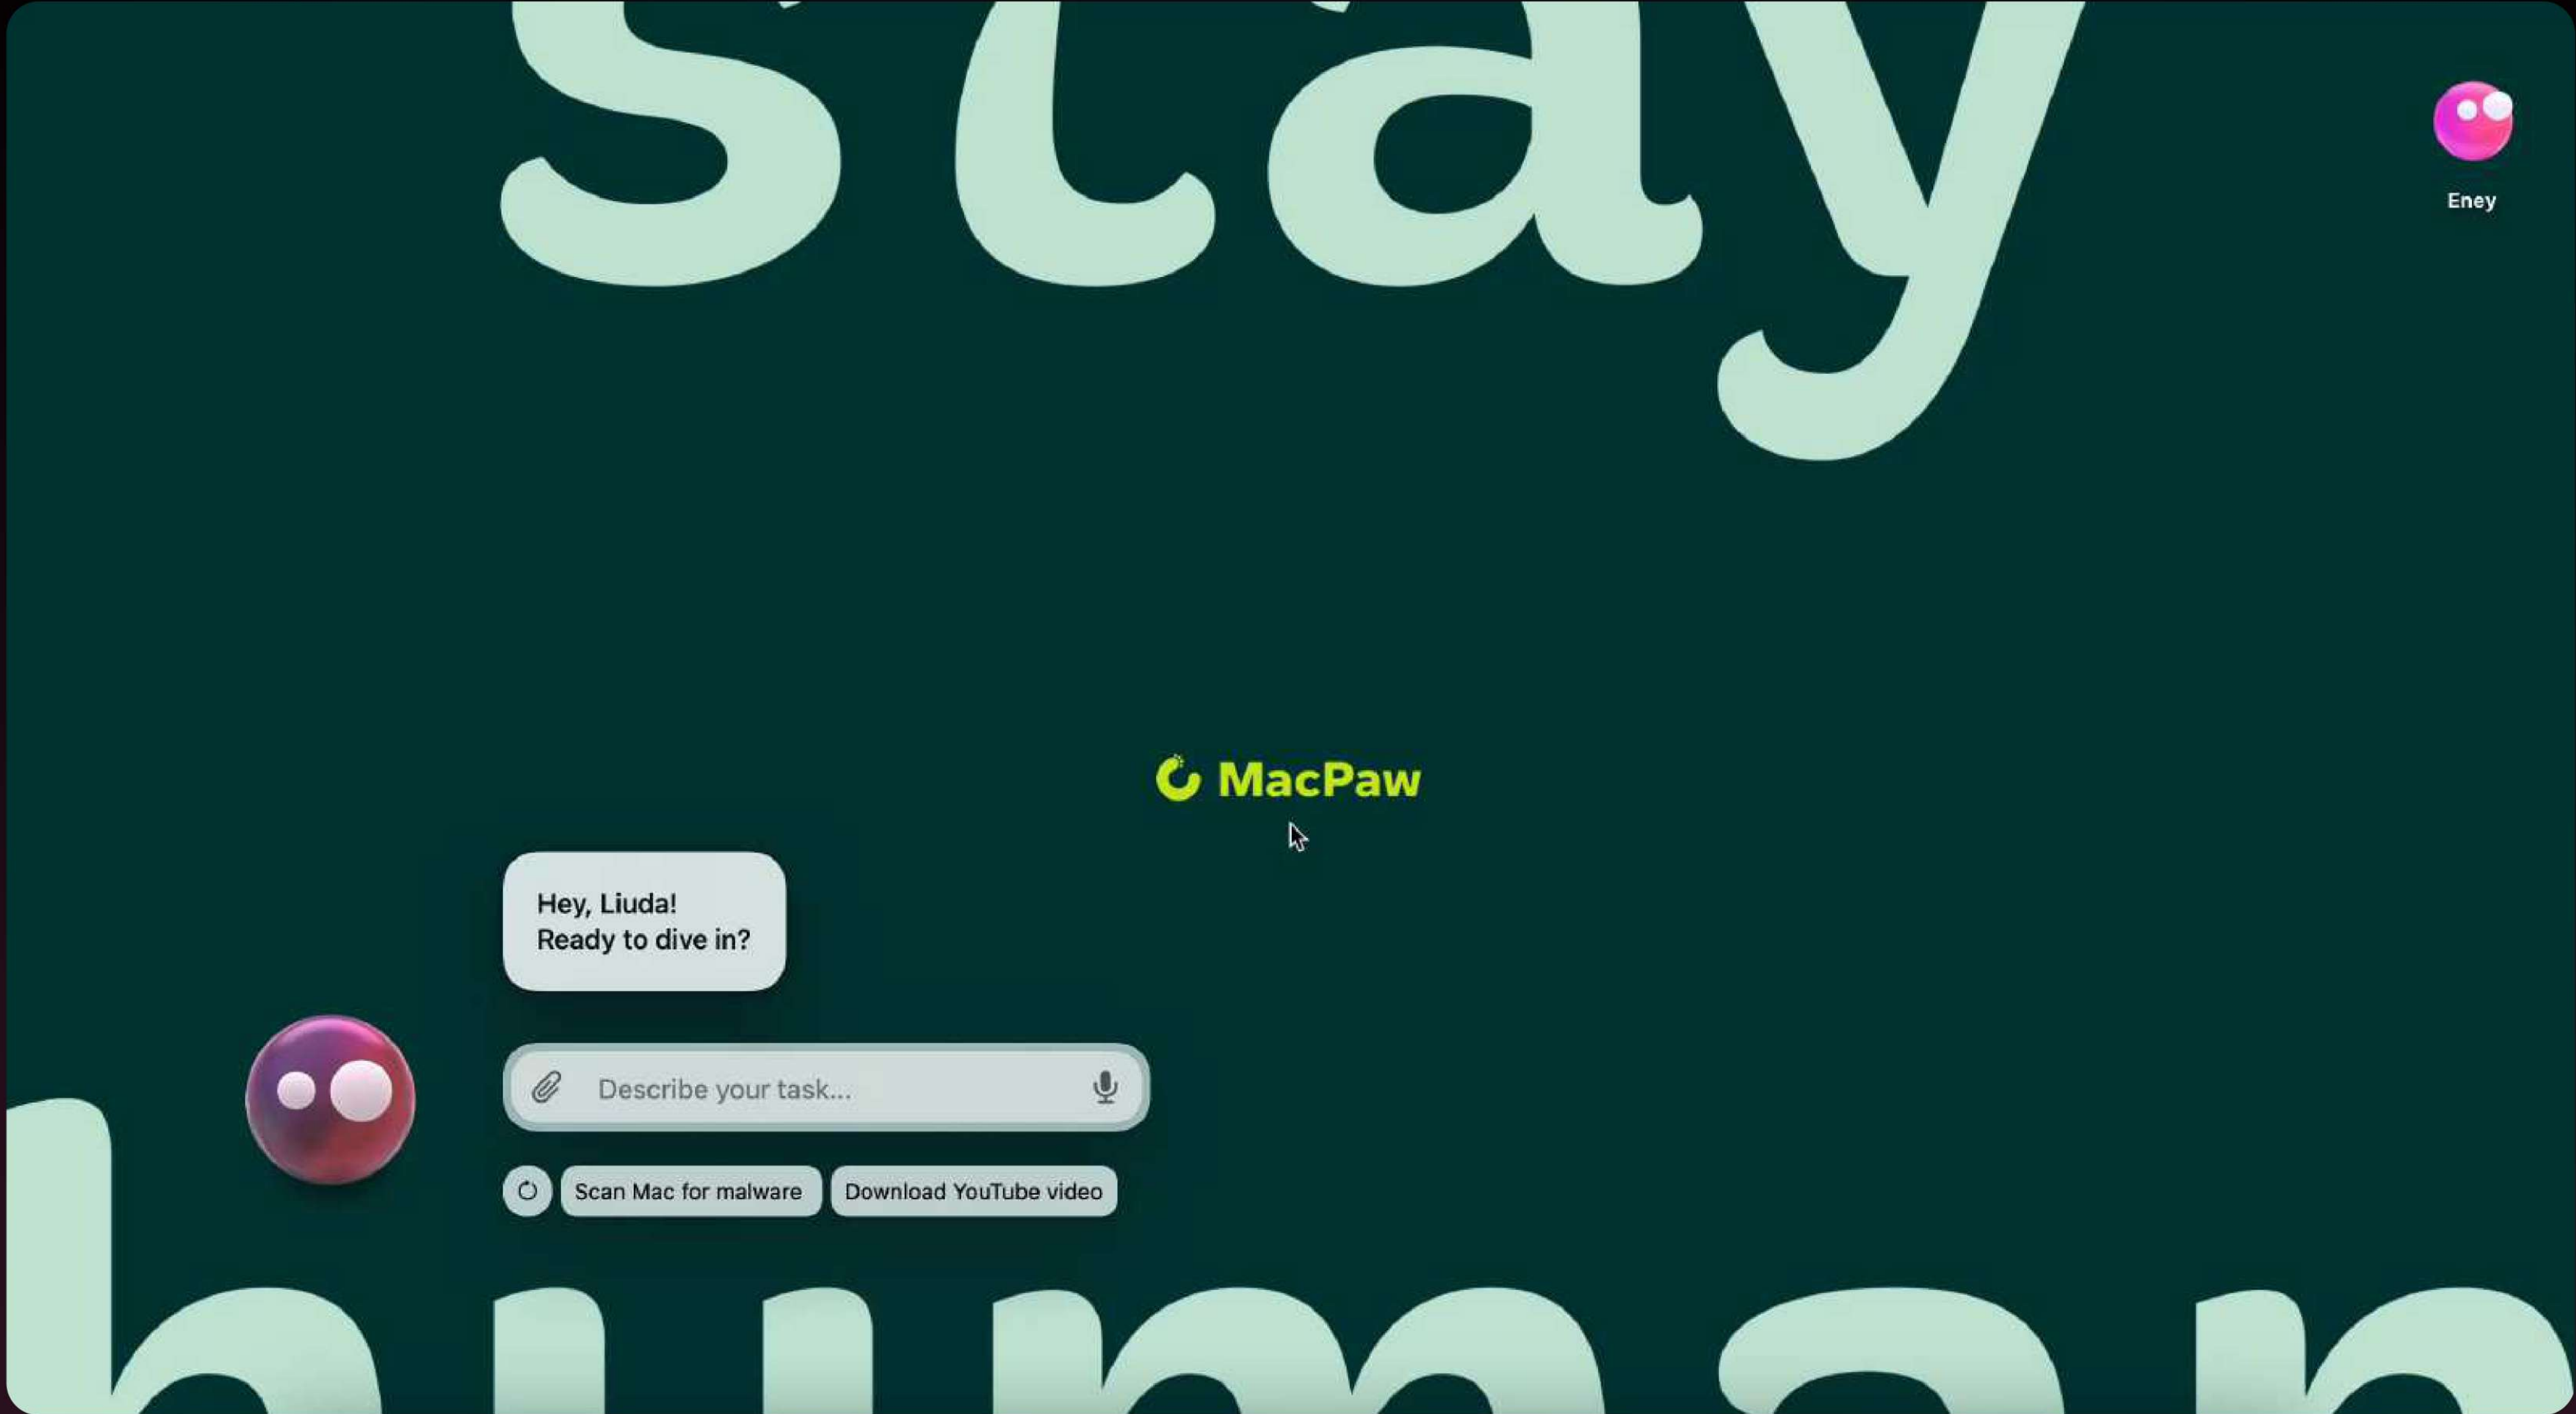 stay
Eney
MacPaw
Hey, Liuda!
Ready to dive in?
Describe your task...
Scan Mac for malware
Download YouTube video
human